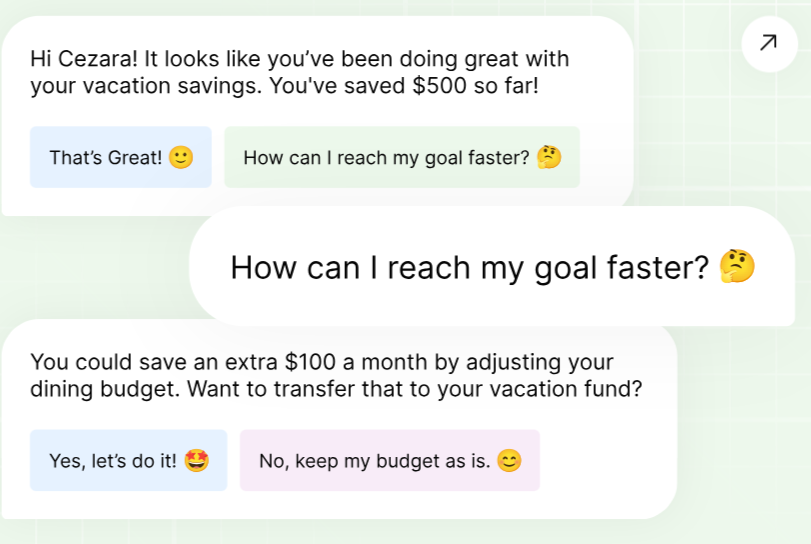 Hi Cezara! It looks like you’ve been doing great with
your vacation savings. You've saved $500 so far!
That’s Great! 🙂
How can I reach my goal faster? 🤔
How can I reach my goal faster? 🤔
You could save an extra $100 a month by adjusting your
dining budget. Want to transfer that to your vacation fund?
Yes, let’s do it! 🤩
No, keep my budget as is. 😊